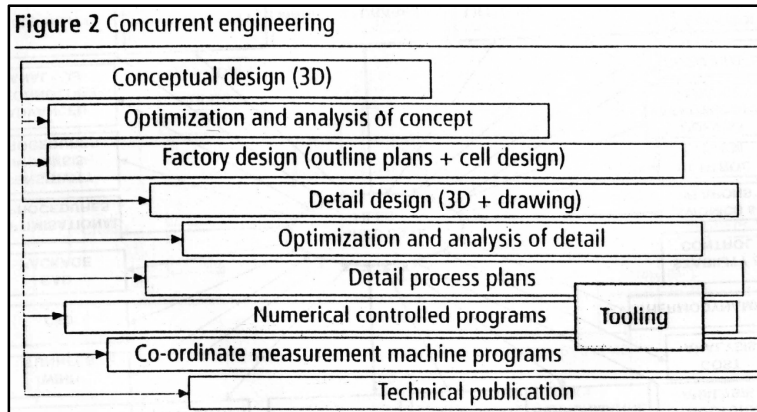 Figure 2 Concurrent engineering
Conceptual design (3D)
Optimization and analysis of concept
Factory design (outline plans + cell design)
Detail design (3D + drawing)
Optimization and analysis of detail
Detail process plans
Numerical controlled programs
Tooling
Co-ordinate measurement machine programs
Technical publication